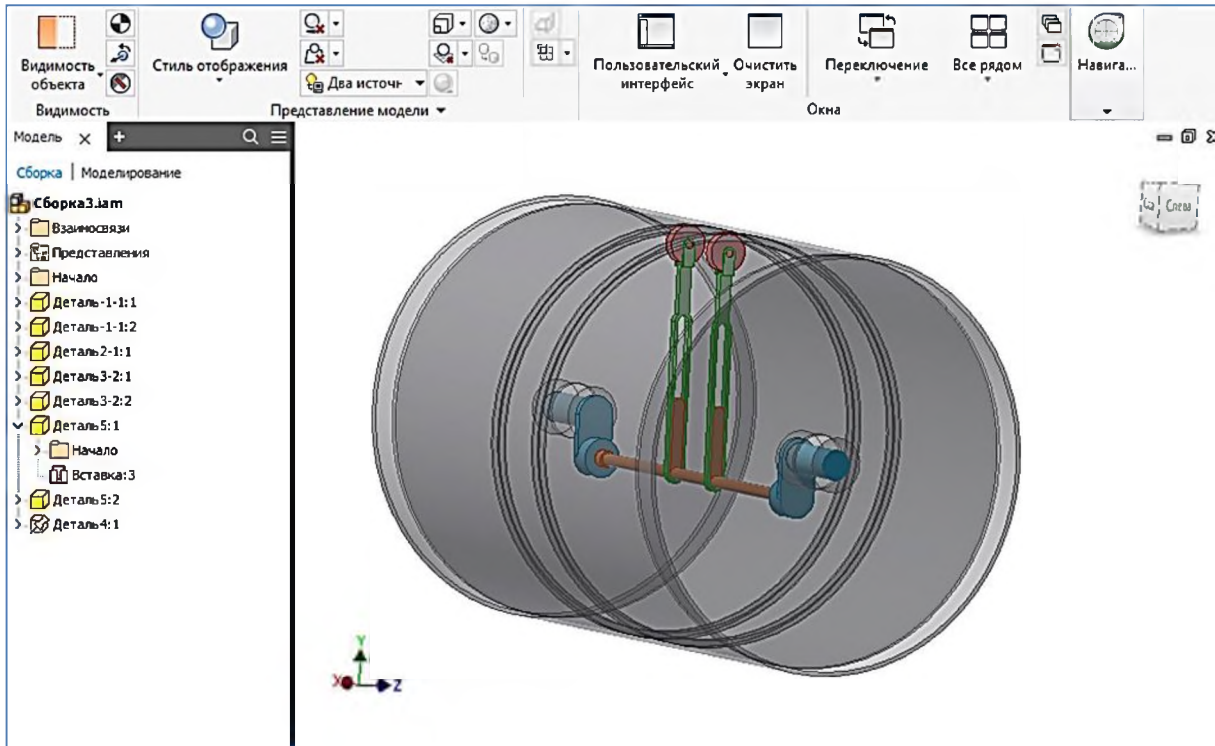 Видимость объекта
Видимость
Стиль отображения
Два источн
Представление модели
Пользовательский интерфейс
Очистить экран
Переключение
Все рядом
Окна
Навига...
Модель
Сборка | Моделирование
Сборка3.iam
Взаимосвязи
Представления
Начало
Деталь-1-1:1
Деталь-1-1:2
Деталь2-1:1
Деталь3-2:1
Деталь3-2:2
Деталь5:1
Начало
Вставка:3
Деталь5:2
Деталь4:1
Слева
Y
X
Z